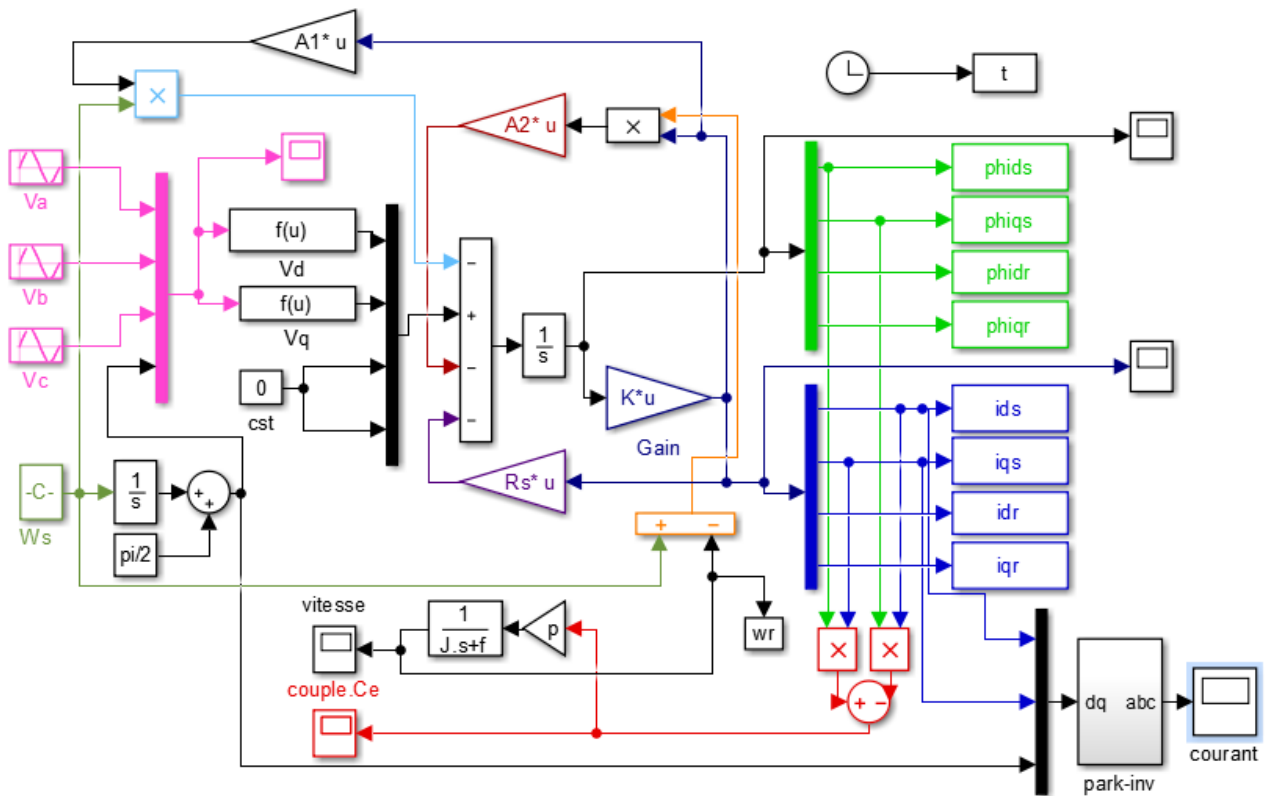 A1* u
×
A2* u
×
t
Va
Vb
Vc
f(u)
Vd
f(u)
Vq
0
cst
−
+
−
−
1
s
K*u
Gain
Rs* u
phids
phiqs
phidr
phiqr
ids
iqs
idr
iqr
-C-
Ws
1
s
+
+
pi/2
+ −
vitesse
1
J.s+f
p
wr
couple.Ce
×
×
+ −
dq abc
park-inv
courant